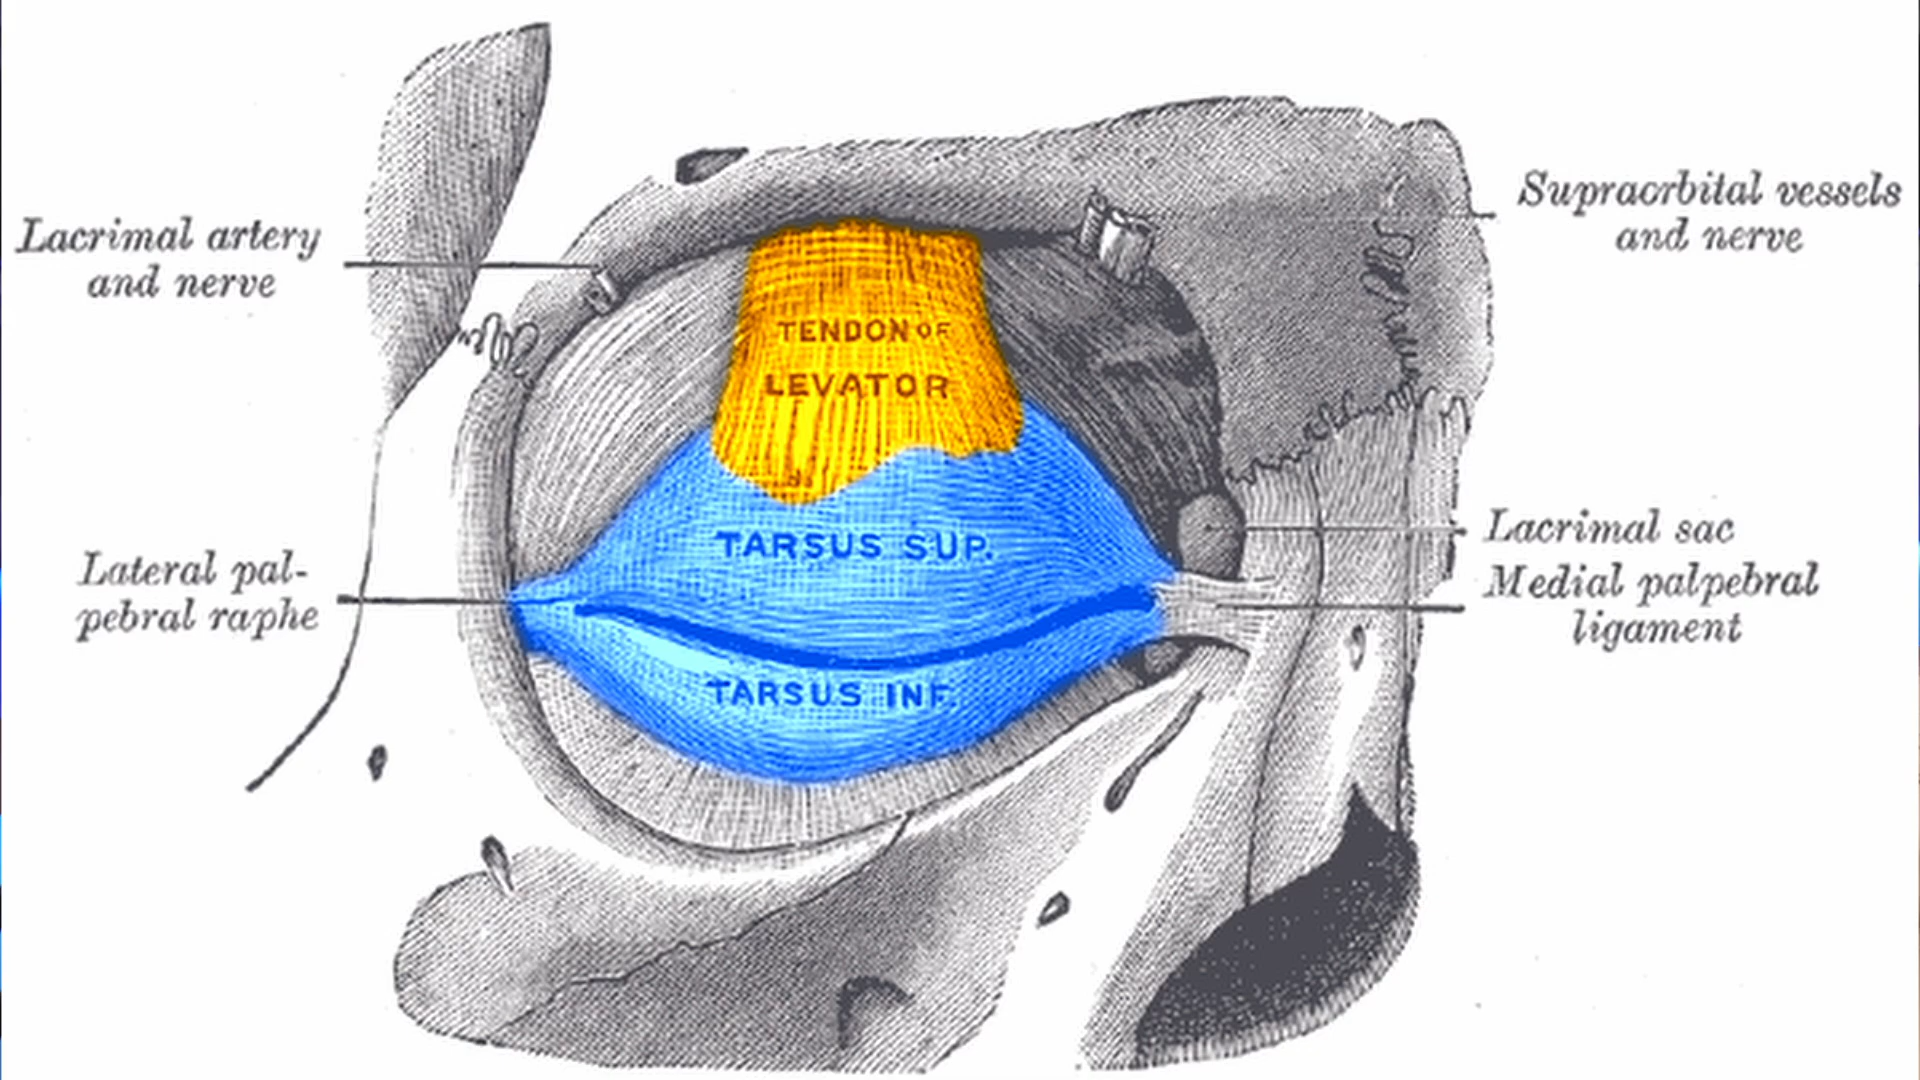 Lacrimal artery
and nerve
Supraorbital vessels
and nerve
TENDON OF
LEVATOR
TARSUS SUP.
Lacrimal sac
Lateral pal-
pebral raphe
Medial palpebral
ligament
TARSUS INF.